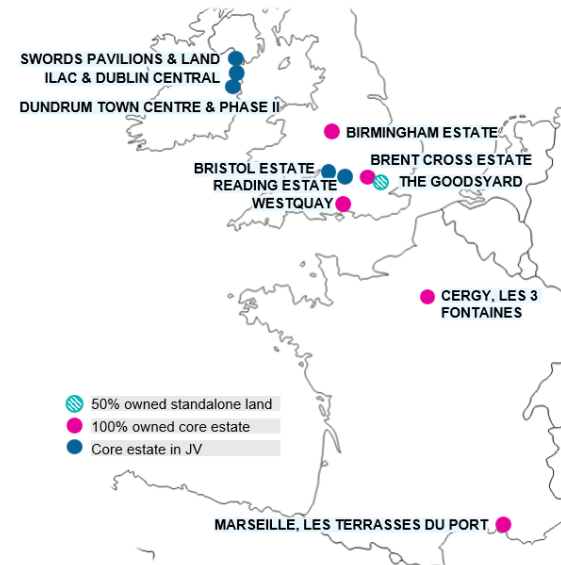 SWORDS PAVILIONS & LAND
ILAC & DUBLIN CENTRAL
DUNDRUM TOWN CENTRE & PHASE II
BIRMINGHAM ESTATE
BRENT CROSS ESTATE
BRISTOL ESTATE
THE GOODSYARD
READING ESTATE
WESTQUAY
CERGY, LES 3
FONTAINES
50% owned standalone land
100% owned core estate
Core estate in JV
MARSEILLE, LES TERRASSES DU PORT